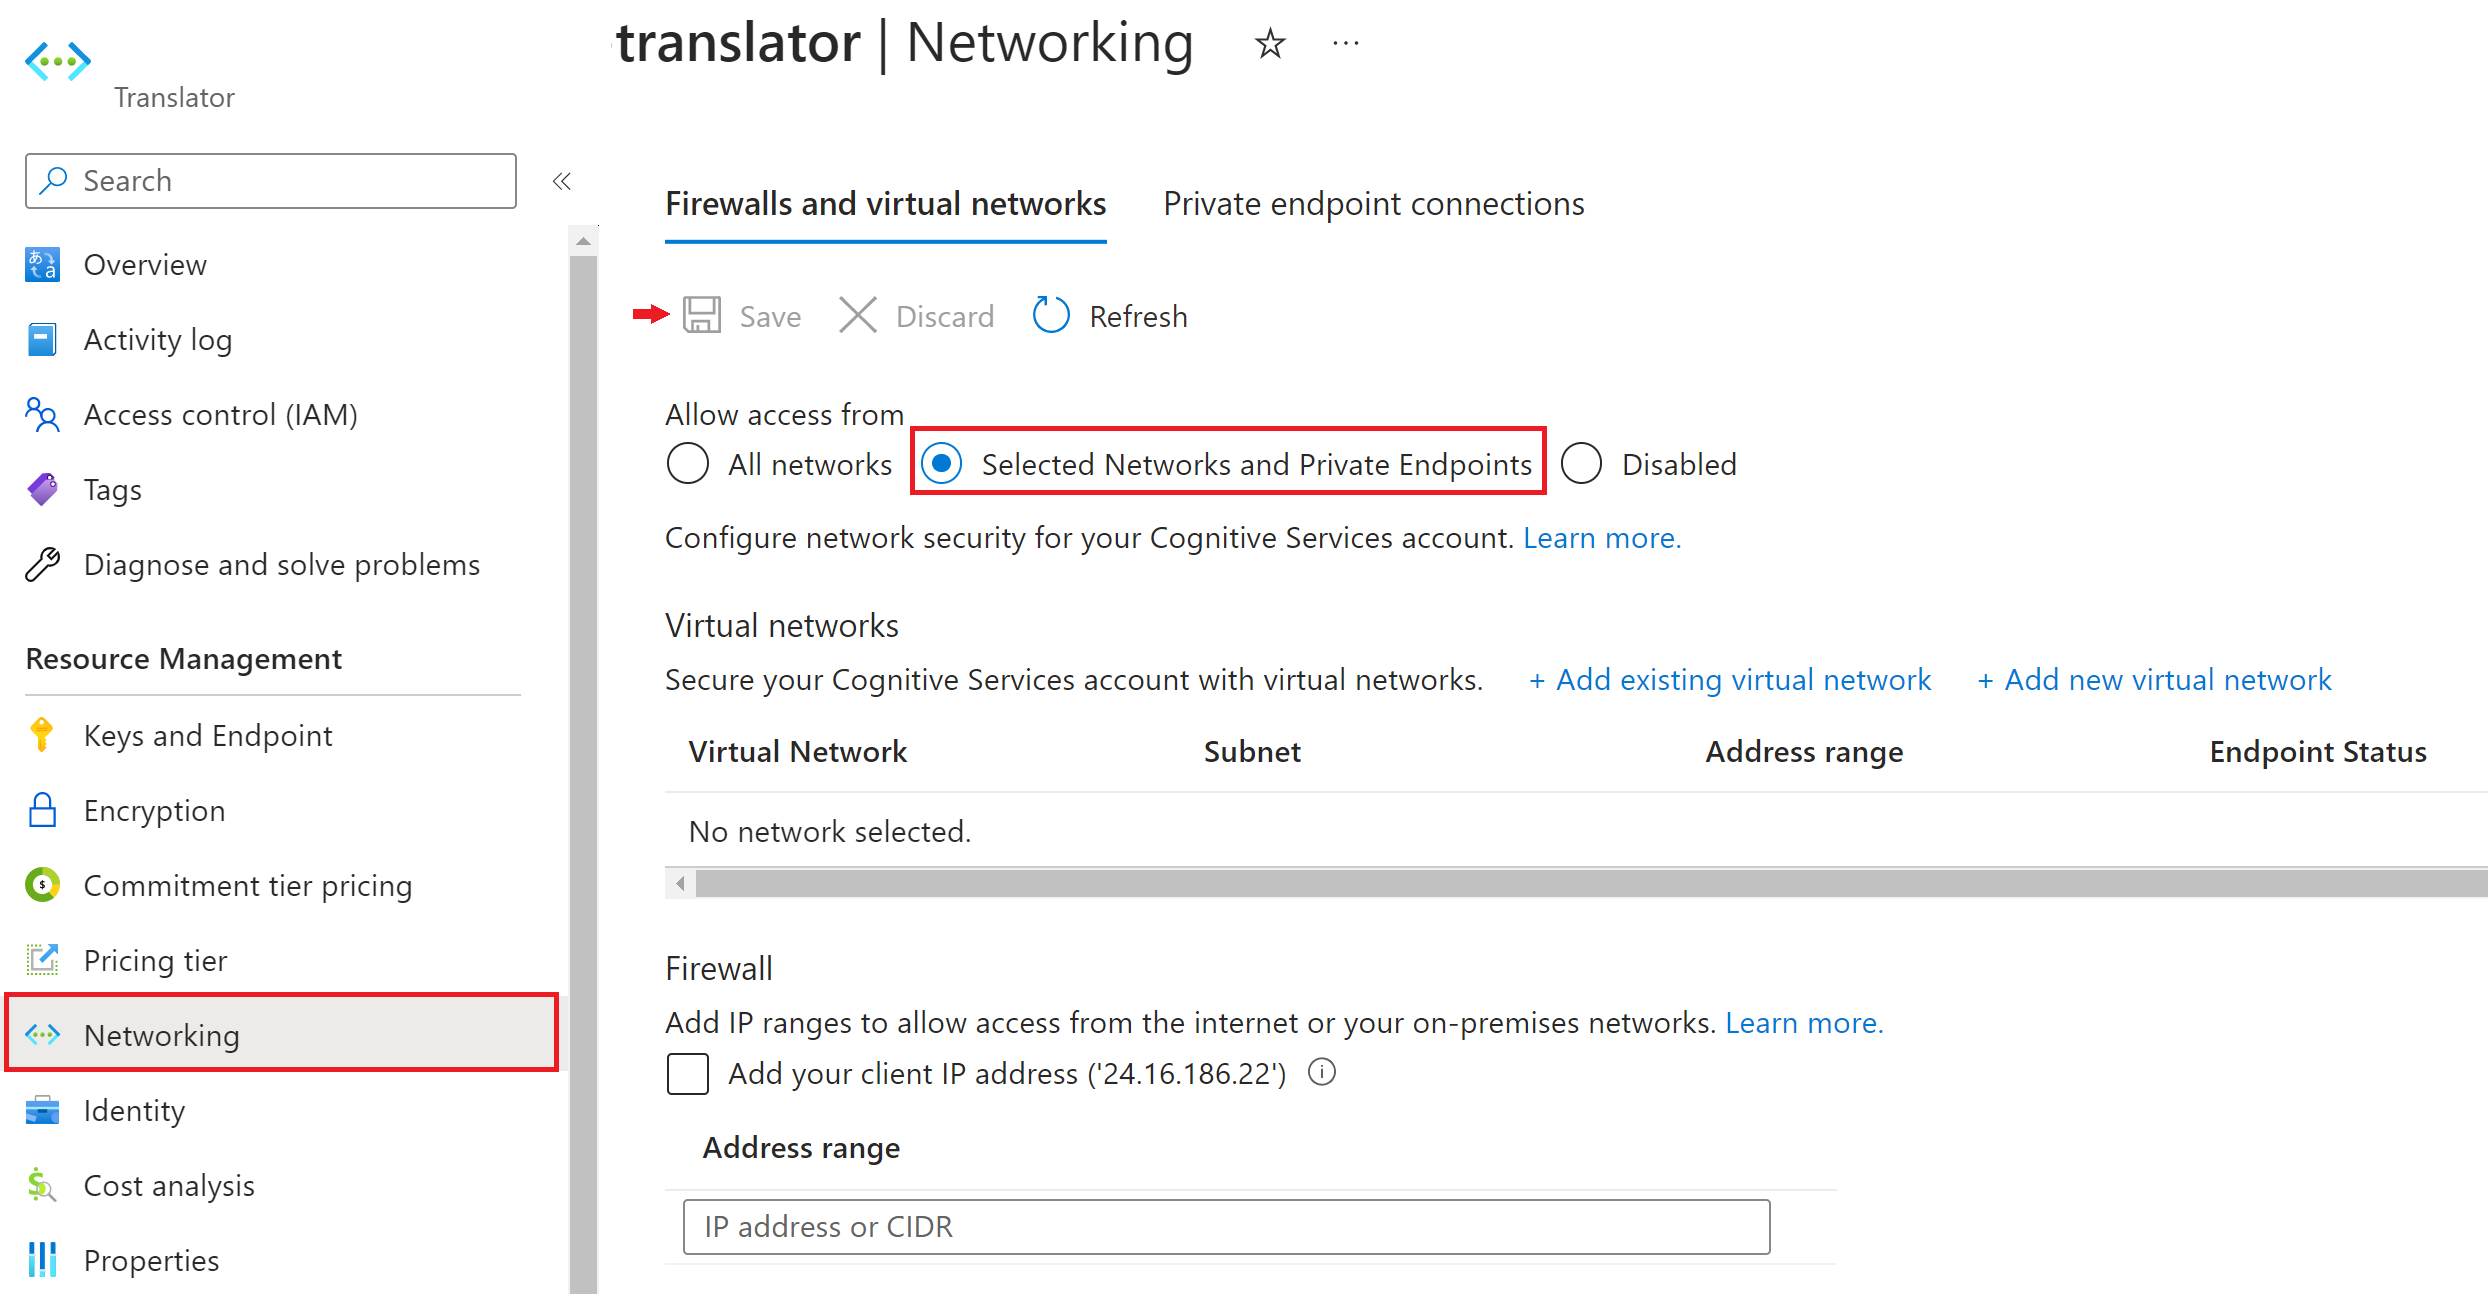 translator | Networking
Translator
Search
Overview
Activity log
Access control (IAM)
Tags
Diagnose and solve problems
Resource Management
Keys and Endpoint
Encryption
Commitment tier pricing
Pricing tier
Networking
Identity
Cost analysis
Properties
Firewalls and virtual networks Private endpoint connections
Save Discard Refresh
Allow access from
All networks Selected Networks and Private Endpoints Disabled
Configure network security for your Cognitive Services account. Learn more.
Virtual networks
Secure your Cognitive Services account with virtual networks. + Add existing virtual network + Add new virtual network
Virtual Network Subnet Address range Endpoint Status
No network selected.
Firewall
Add IP ranges to allow access from the internet or your on-premises networks. Learn more.
Add your client IP address ('24.16.186.22')
Address range
IP address or CIDR